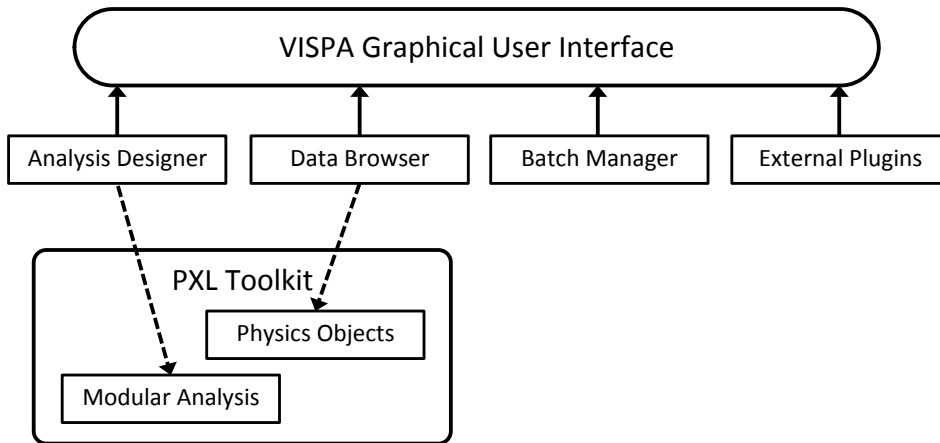 VISPA Graphical User Interface
Analysis Designer
Data Browser
Batch Manager
External Plugins
PXL Toolkit
Physics Objects
Modular Analysis